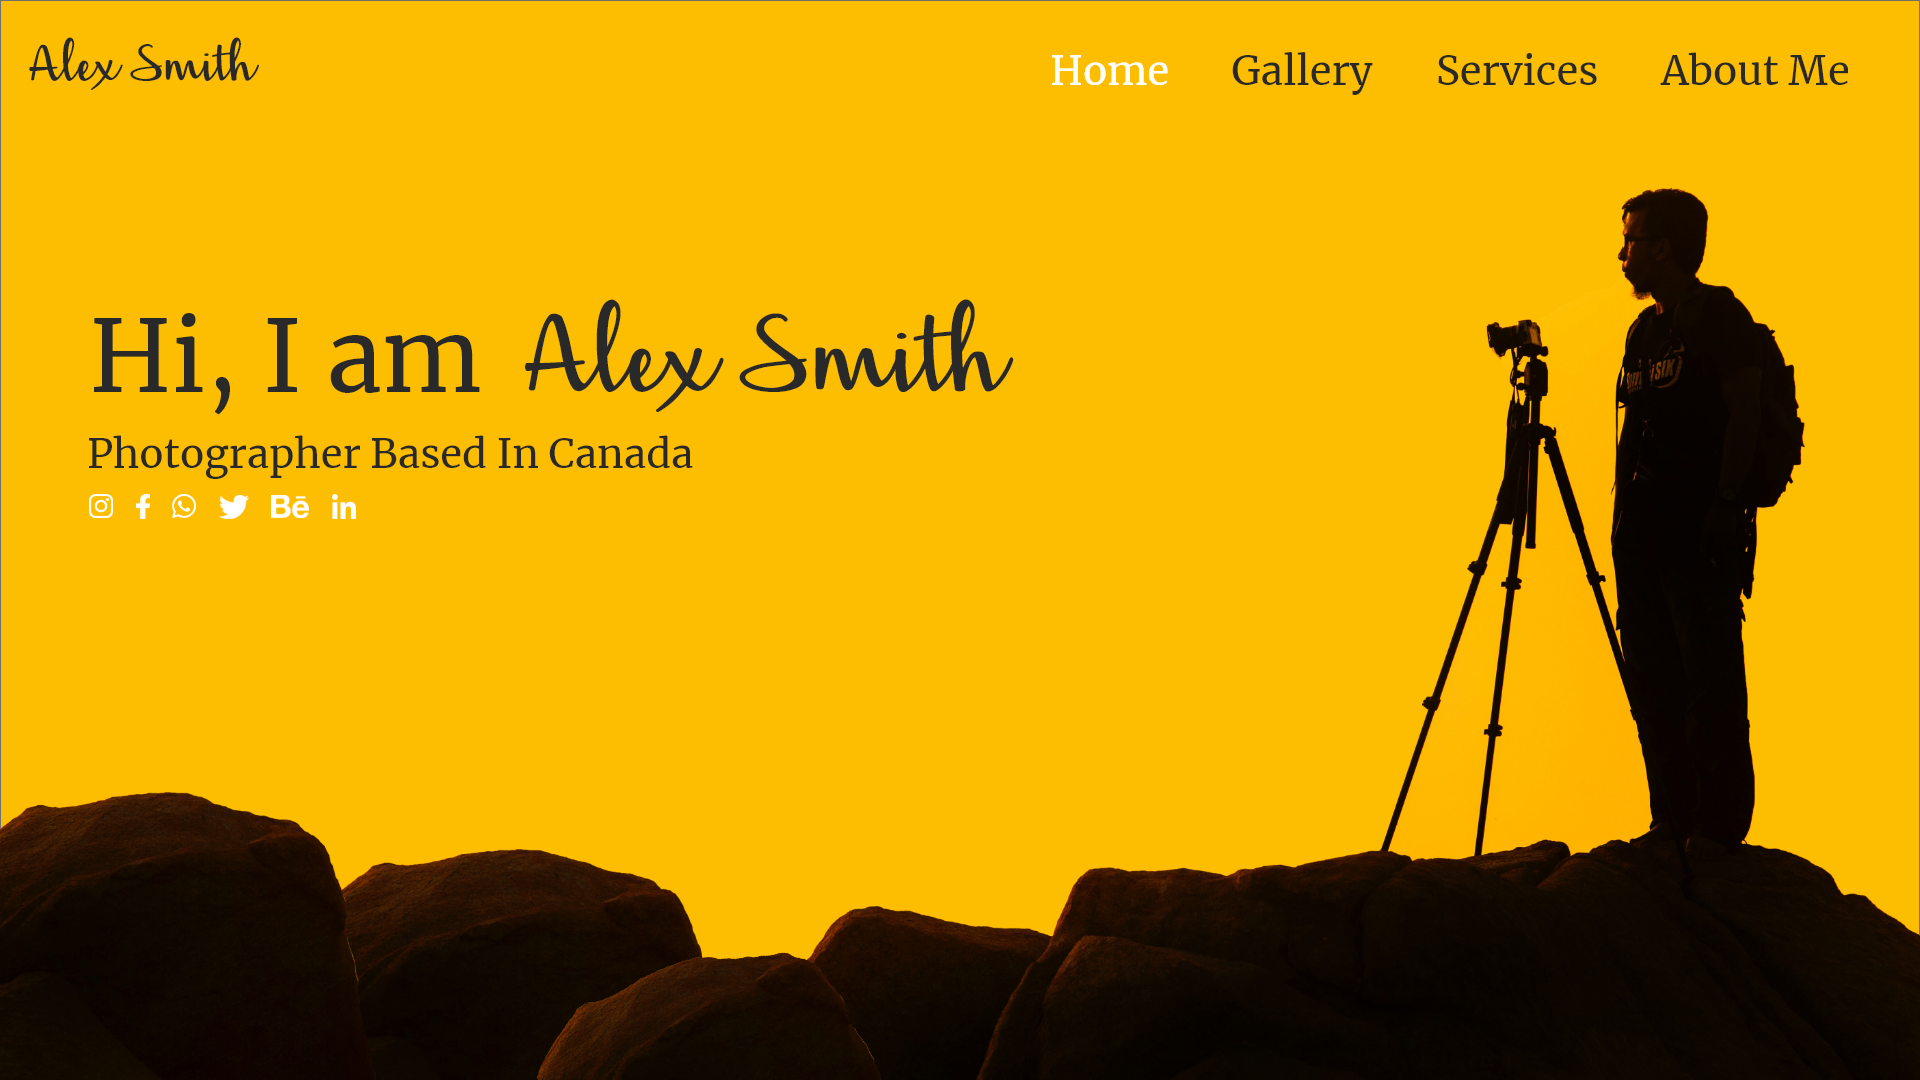 Alex Smith
Home Gallery Services About Me
Hi, I am Alex Smith
Photographer Based In Canada
Bē in